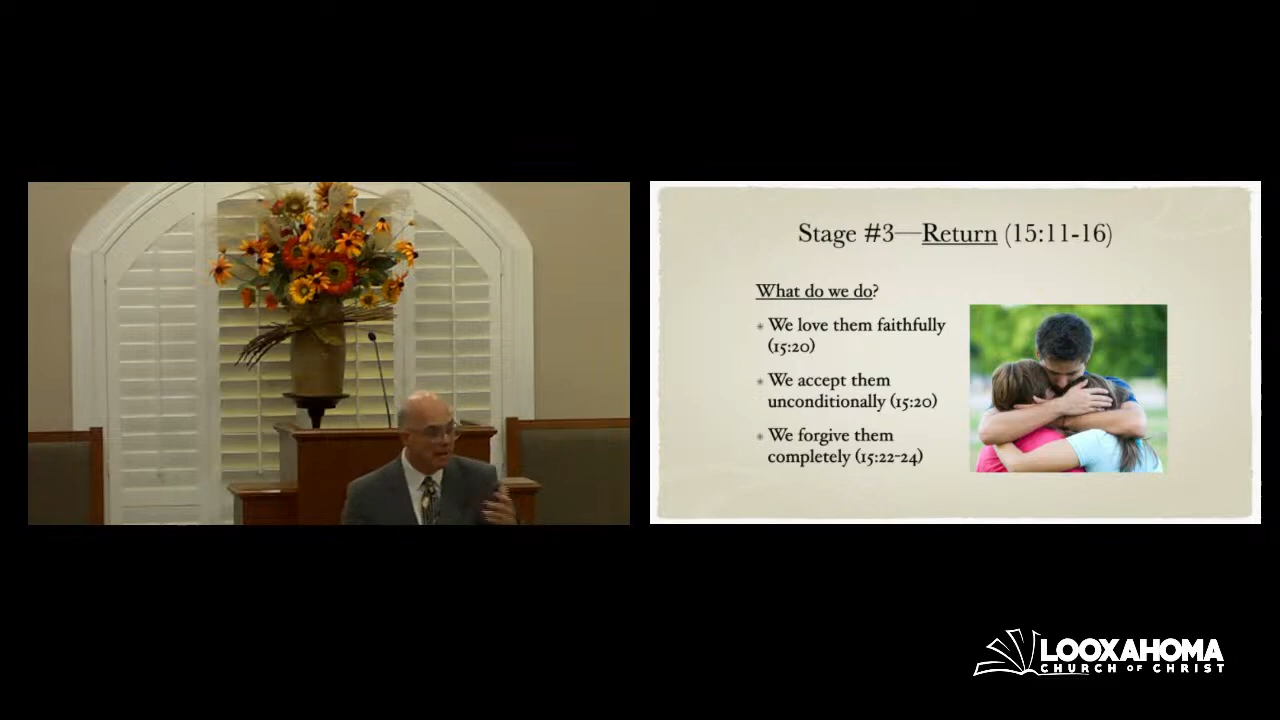 Stage #3—Return (15:11-16)
What do we do?
* We love them faithfully
(15:20)
* We accept them
unconditionally (15:20)
* We forgive them
completely (15:22-24)
LOOXAHOMA
CHURCH OF CHRIST